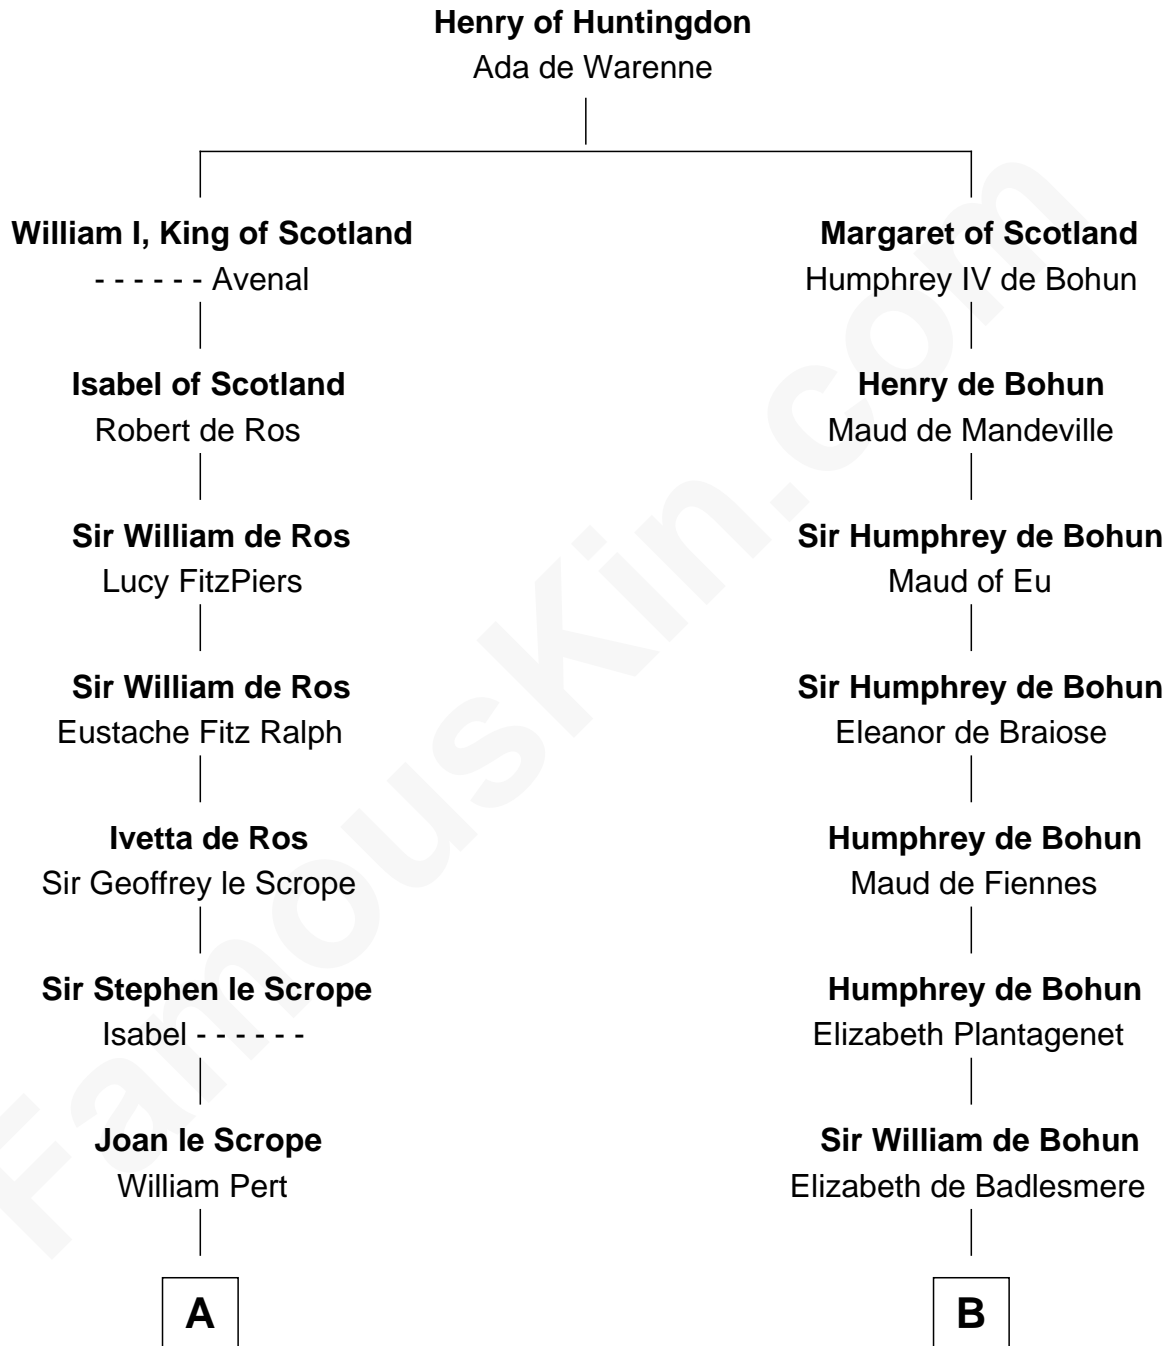 Henry of Huntingdon
Ada de Warenne
William I, King of Scotland
- - - - - - Avenal
Margaret of Scotland
Humphrey IV de Bohun
Isabel of Scotland
Robert de Ros
Henry de Bohun
Maud de Mandeville
Sir William de Ros
Lucy FitzPiers
Sir Humphrey de Bohun
Maud of Eu
Sir William de Ros
Eustache Fitz Ralph
Sir Humphrey de Bohun
Eleanor de Braiose
Ivetta de Ros
Sir Geoffrey le Scrope
Humphrey de Bohun
Maud de Fiennes
Sir Stephen le Scrope
Isabel - - - - - -
Humphrey de Bohun
Elizabeth Plantagenet
Joan le Scrope
William Pert
Sir William de Bohun
Elizabeth de Badlesmere
A
B
FamousKin.com